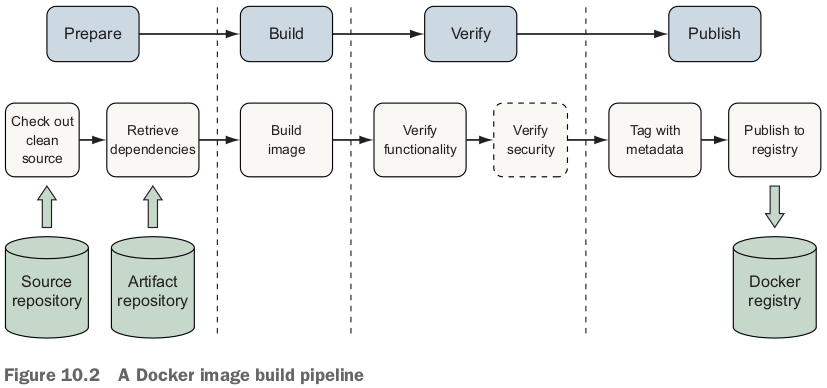 Prepare
Build
Verify
Publish
Check out
clean
source
Retrieve
dependencies
Build
image
Verify
functionality
Verify
security
Tag with
metadata
Publish to
registry
Source
repository
Artifact
repository
Docker
registry
Figure 10.2 A Docker image build pipeline